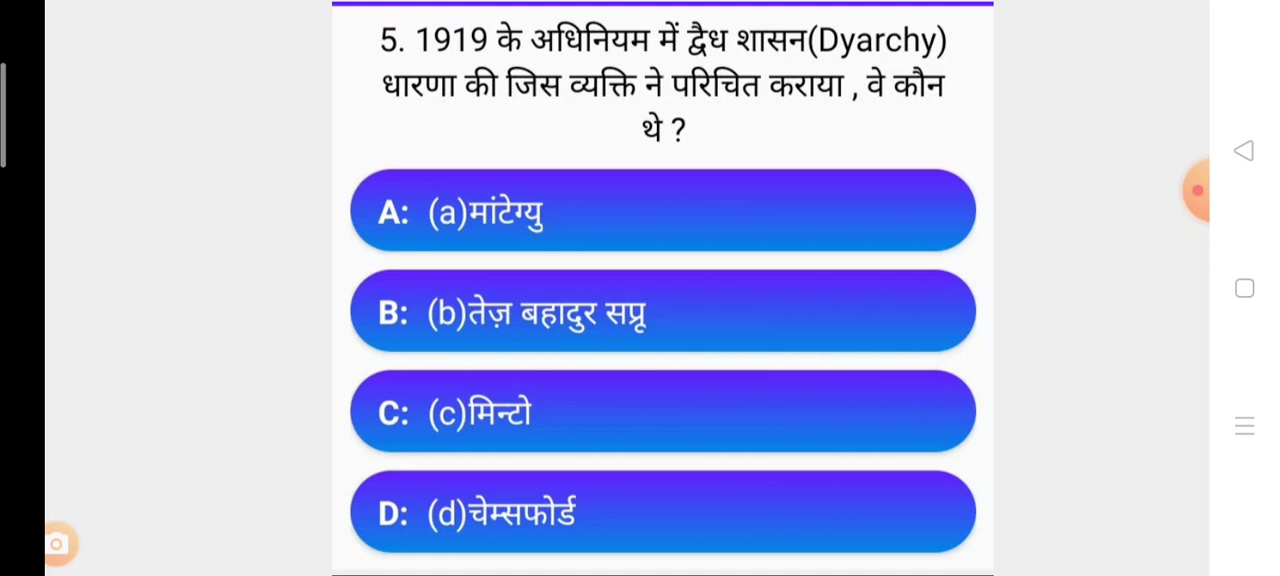 5. 1919 के अधिनियम में द्वैध शासन(Dyarchy)
धारणा की जिस व्यक्ति ने परिचित कराया , वे कौन
थे ?
A: (a)मांटेग्यु
B: (b)तेज़ बहादुर सप्रू
C: (c)मिन्टो
D: (d)चेम्सफोर्ड